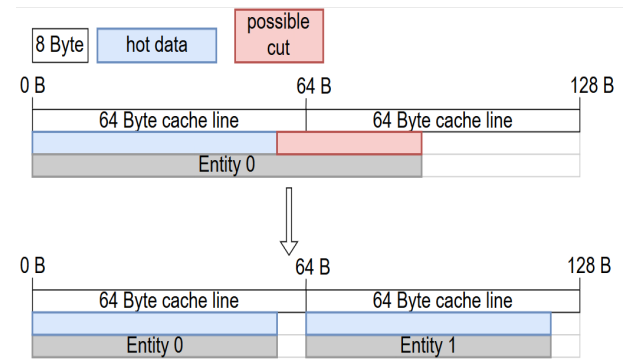 8 Byte hot data possible
cut
0 B 64 B 128 B
64 Byte cache line 64 Byte cache line
Entity 0
0 B 64 B 128 B
64 Byte cache line 64 Byte cache line
Entity 0 Entity 1